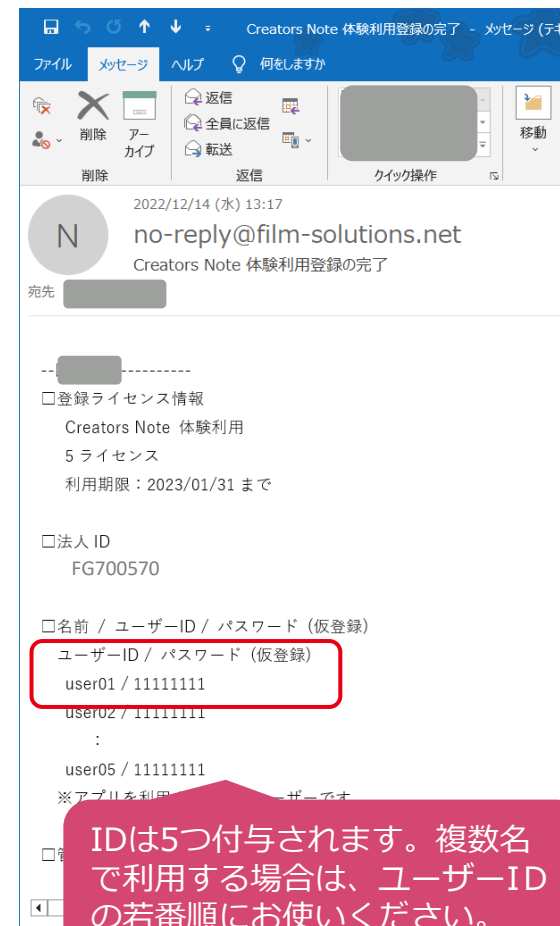 Creators Note 体験利用登録の完了 - メッセージ (テキ
ファイル メッセージ ヘルプ 何をしますか
削除
アーカイブ
返信
全員に返信
転送
移動
削除 返信 クイック操作
2022/12/14 (水) 13:17
N
no-reply@film-solutions.net
Creators Note 体験利用登録の完了
宛先
--
----------
□登録ライセンス情報
Creators Note 体験利用
5 ライセンス
利用期限：2023/01/31 まで
□法人 ID
FG700570
□名前 / ユーザーID / パスワード（仮登録）
ユーザーID / パスワード（仮登録）
user01 / 11111111
user02 / 11111111
：
user05 / 11111111
※アプリを利用
ーザーです
IDは5つ付与されます。複数名
で利用する場合は、ユーザーID
の若番順にお使いください。